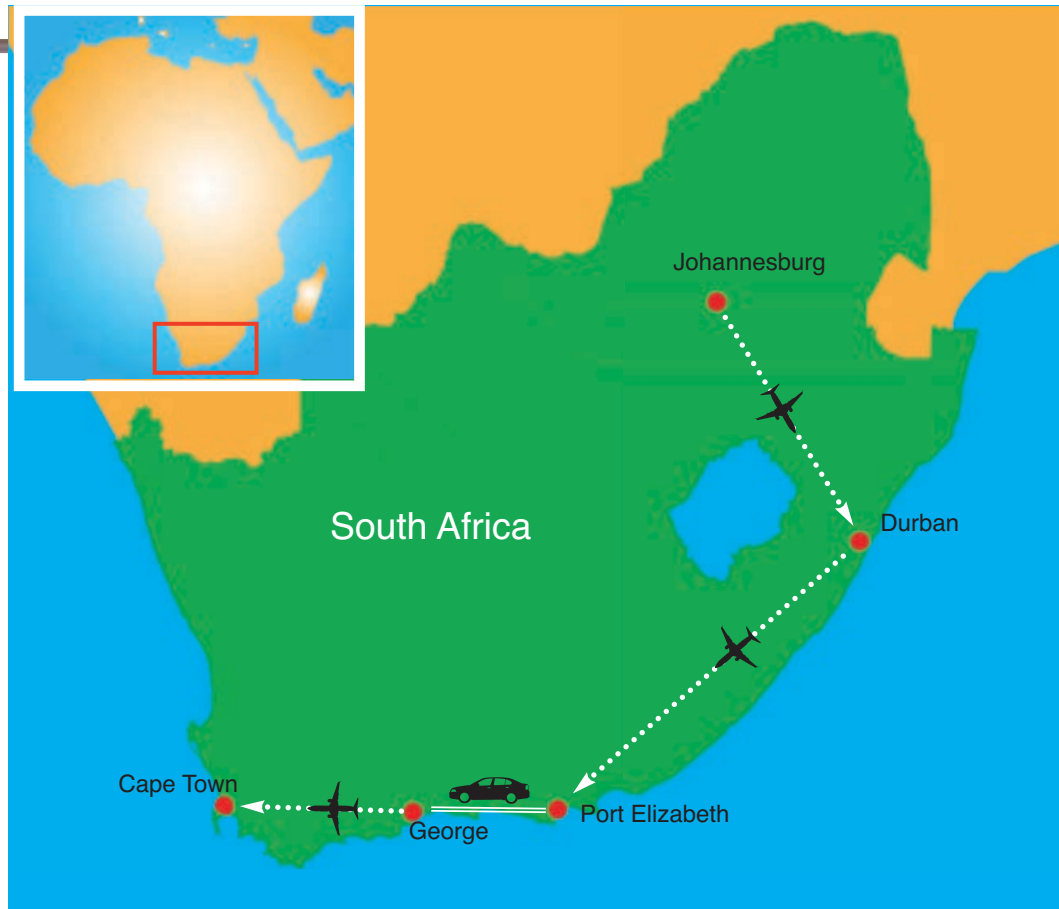 Johannesburg
South Africa
Durban
Cape Town
Port Elizabeth
George